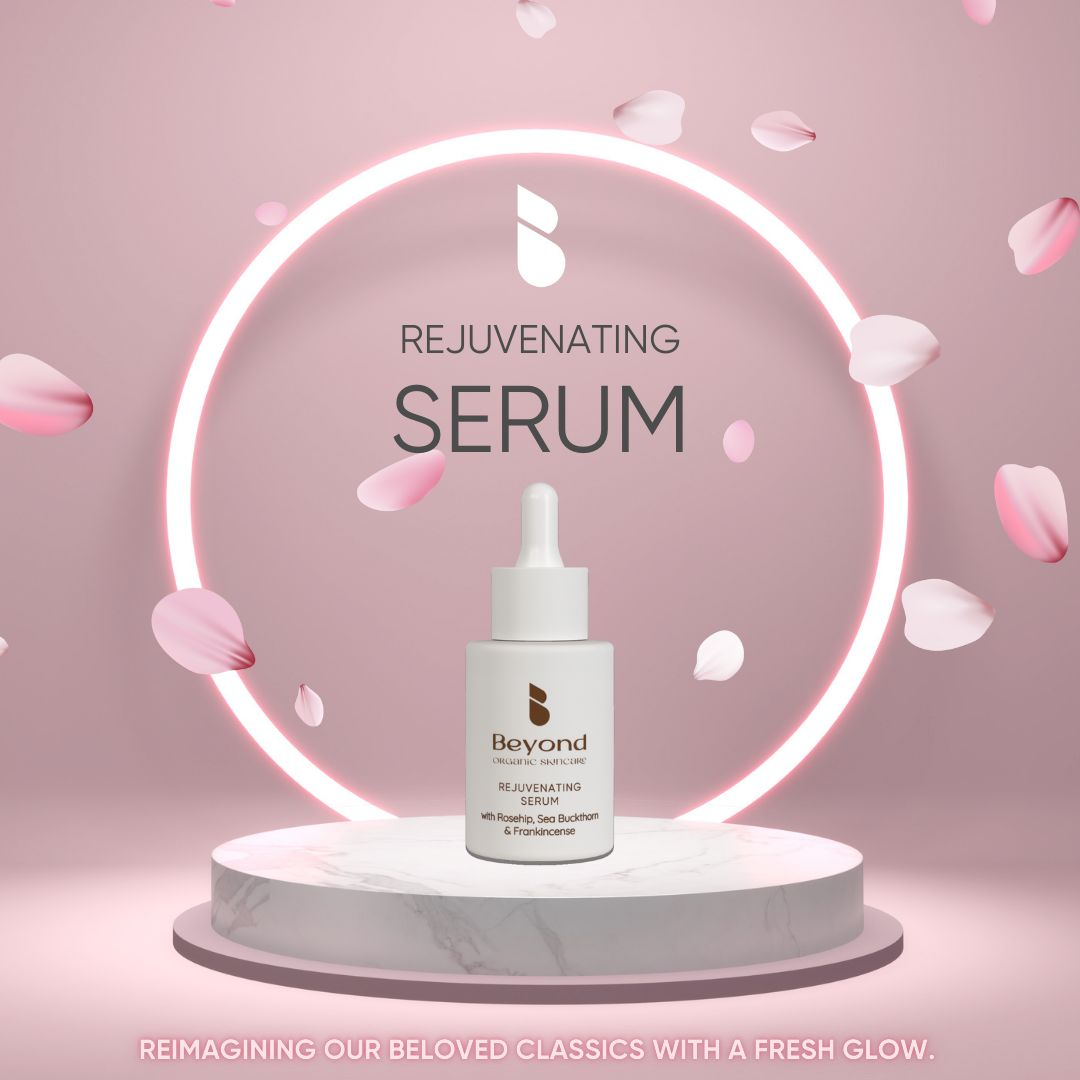 REJUVENATING
SERUM
Beyond
ORGANIC SKINCARE
REJUVENATING
SERUM
with Rosehip, Sea Buckthorn
& Frankincense
REIMAGINING OUR BELOVED CLASSICS WITH A FRESH GLOW.